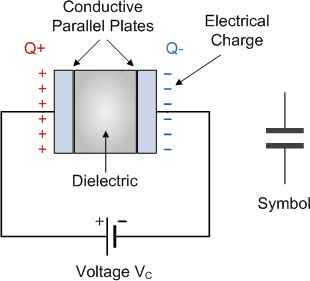 Conductive
Parallel Plates
Electrical
Charge
Q+
Q-
+
+
+
+
+
+
−
−
−
−
−
−
Dielectric
Symbol
+ −
Voltage VC